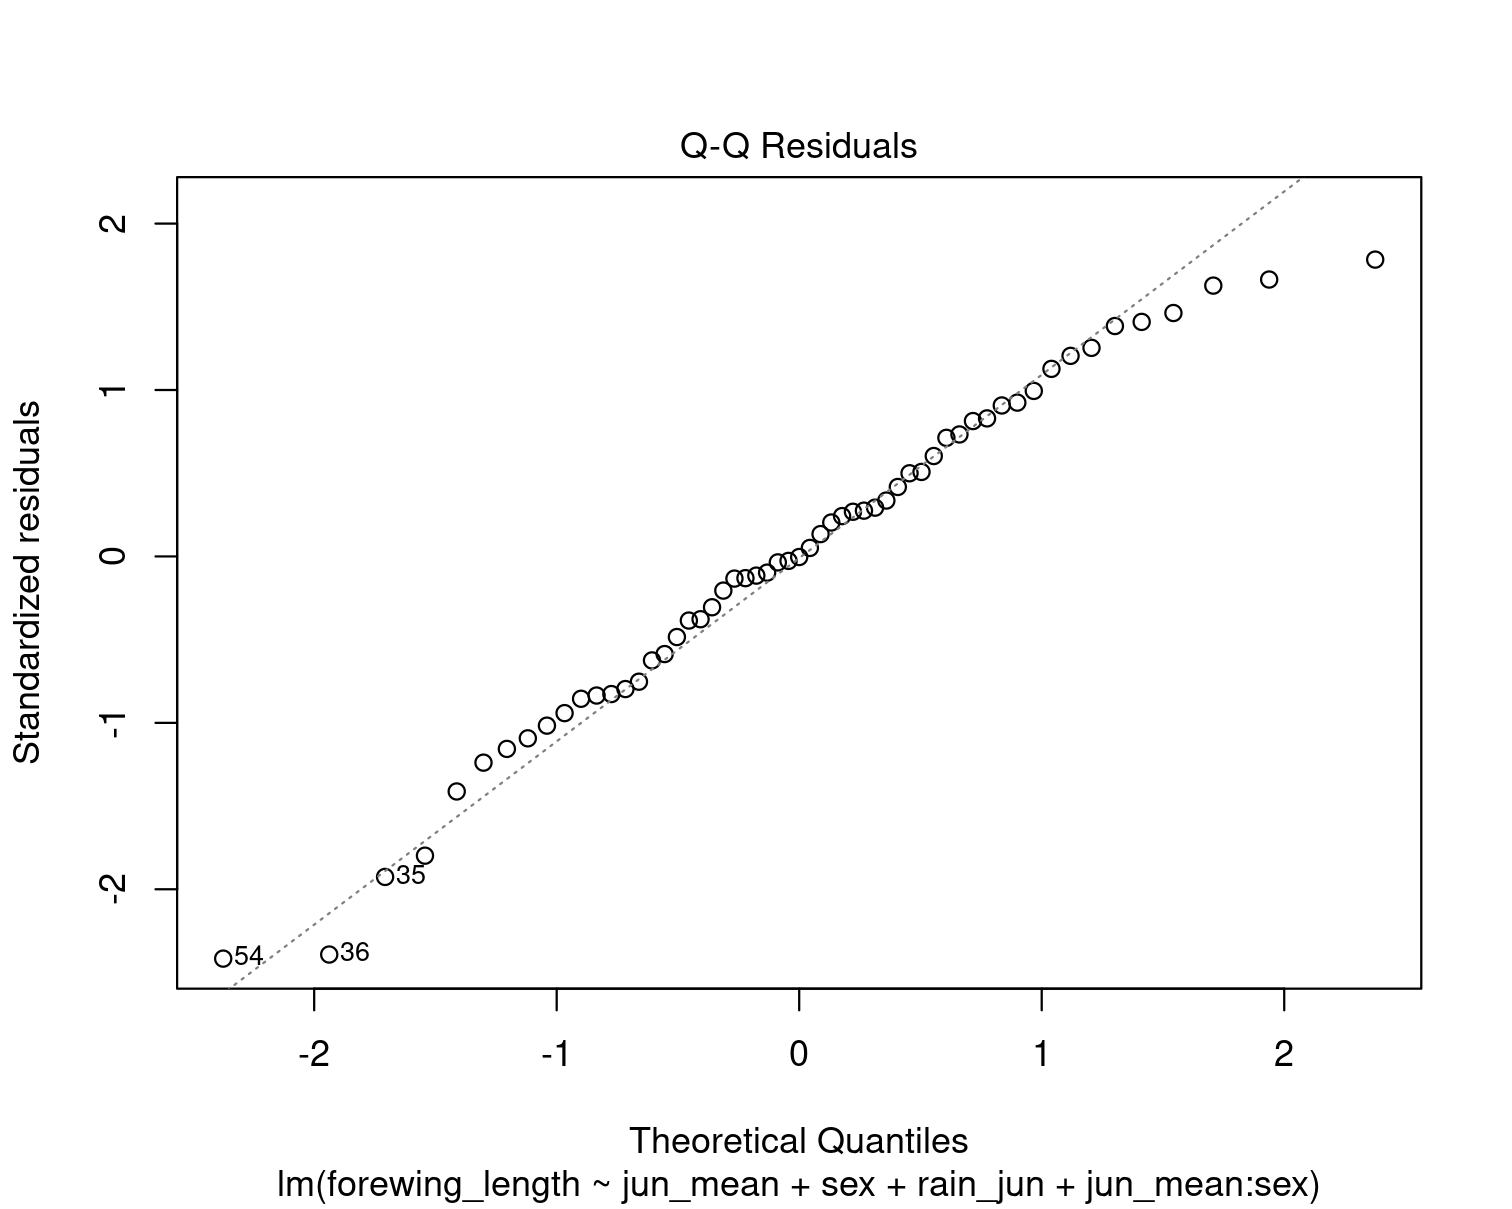 Q-Q Residuals
Standardized residuals
2
1
0
-1
-2
35
54
36
-2 -1 0 1 2
Theoretical Quantiles
lm(forewing_length ~ jun_mean + sex + rain_jun + jun_mean:sex)